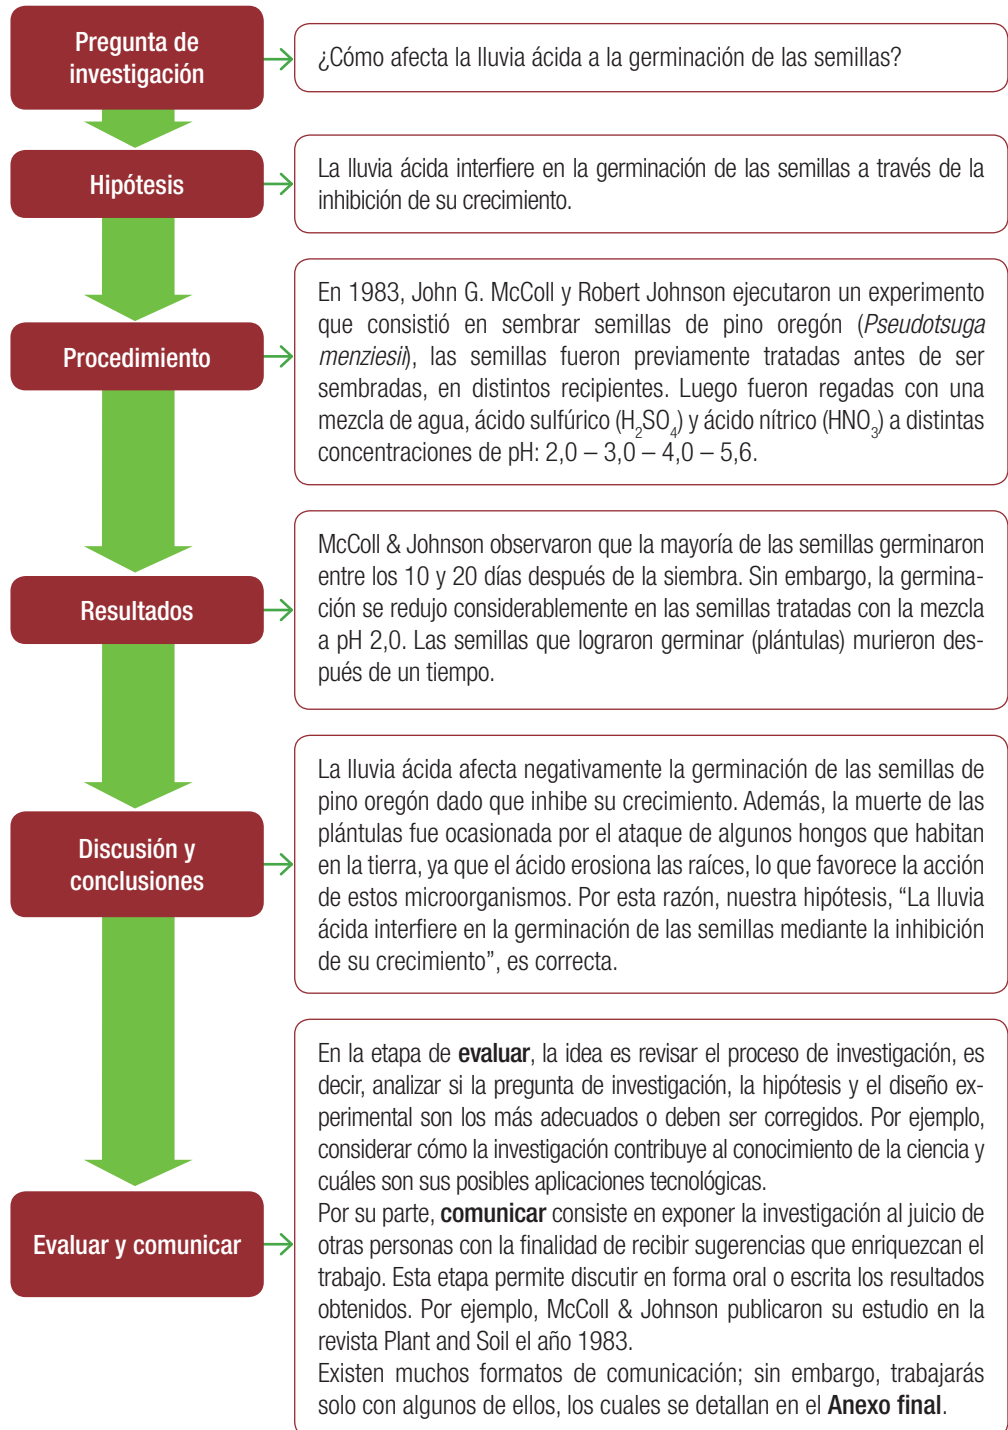 Pregunta de
investigación
¿Cómo afecta la lluvia ácida a la germinación de las semillas?
Hipótesis
La lluvia ácida interfiere en la germinación de las semillas a través de la
inhibición de su crecimiento.
Procedimiento
En 1983, John G. McColl y Robert Johnson ejecutaron un experimento
que consistió en sembrar semillas de pino oregón (Pseudotsuga
menziesii), las semillas fueron previamente tratadas antes de ser
sembradas, en distintos recipientes. Luego fueron regadas con una
mezcla de agua, ácido sulfúrico (H₂SO₄) y ácido nítrico (HNO₃) a distintas
concentraciones de pH: 2,0 – 3,0 – 4,0 – 5,6.
Resultados
McColl & Johnson observaron que la mayoría de las semillas germinaron
entre los 10 y 20 días después de la siembra. Sin embargo, la germina-
ción se redujo considerablemente en las semillas tratadas con la mezcla
a pH 2,0. Las semillas que lograron germinar (plántulas) murieron des-
pués de un tiempo.
Discusión y
conclusiones
La lluvia ácida afecta negativamente la germinación de las semillas de
pino oregón dado que inhibe su crecimiento. Además, la muerte de las
plántulas fue ocasionada por el ataque de algunos hongos que habitan
en la tierra, ya que el ácido erosiona las raíces, lo que favorece la acción
de estos microorganismos. Por esta razón, nuestra hipótesis, “La lluvia
ácida interfiere en la germinación de las semillas mediante la inhibición
de su crecimiento”, es correcta.
Evaluar y comunicar
En la etapa de evaluar, la idea es revisar el proceso de investigación, es
decir, analizar si la pregunta de investigación, la hipótesis y el diseño ex-
perimental son los más adecuados o deben ser corregidos. Por ejemplo,
considerar cómo la investigación contribuye al conocimiento de la ciencia y
cuáles son sus posibles aplicaciones tecnológicas.
Por su parte, comunicar consiste en exponer la investigación al juicio de
otras personas con la finalidad de recibir sugerencias que enriquezcan el
trabajo. Esta etapa permite discutir en forma oral o escrita los resultados
obtenidos. Por ejemplo, McColl & Johnson publicaron su estudio en la
revista Plant and Soil el año 1983.
Existen muchos formatos de comunicación; sin embargo, trabajarás
solo con algunos de ellos, los cuales se detallan en el Anexo final.